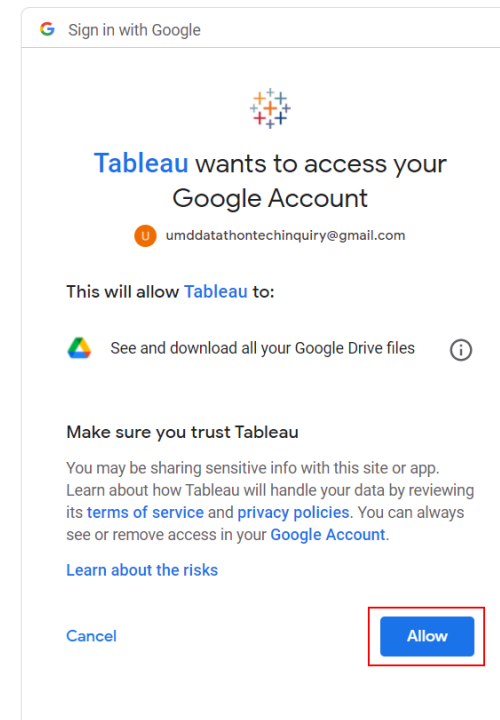 Sign in with Google
Tableau wants to access your
Google Account
U umddatathontechinquiry@gmail.com
This will allow Tableau to:
See and download all your Google Drive files
Make sure you trust Tableau
You may be sharing sensitive info with this site or app.
Learn about how Tableau will handle your data by reviewing
its terms of service and privacy policies. You can always
see or remove access in your Google Account.
Learn about the risks
Cancel
Allow